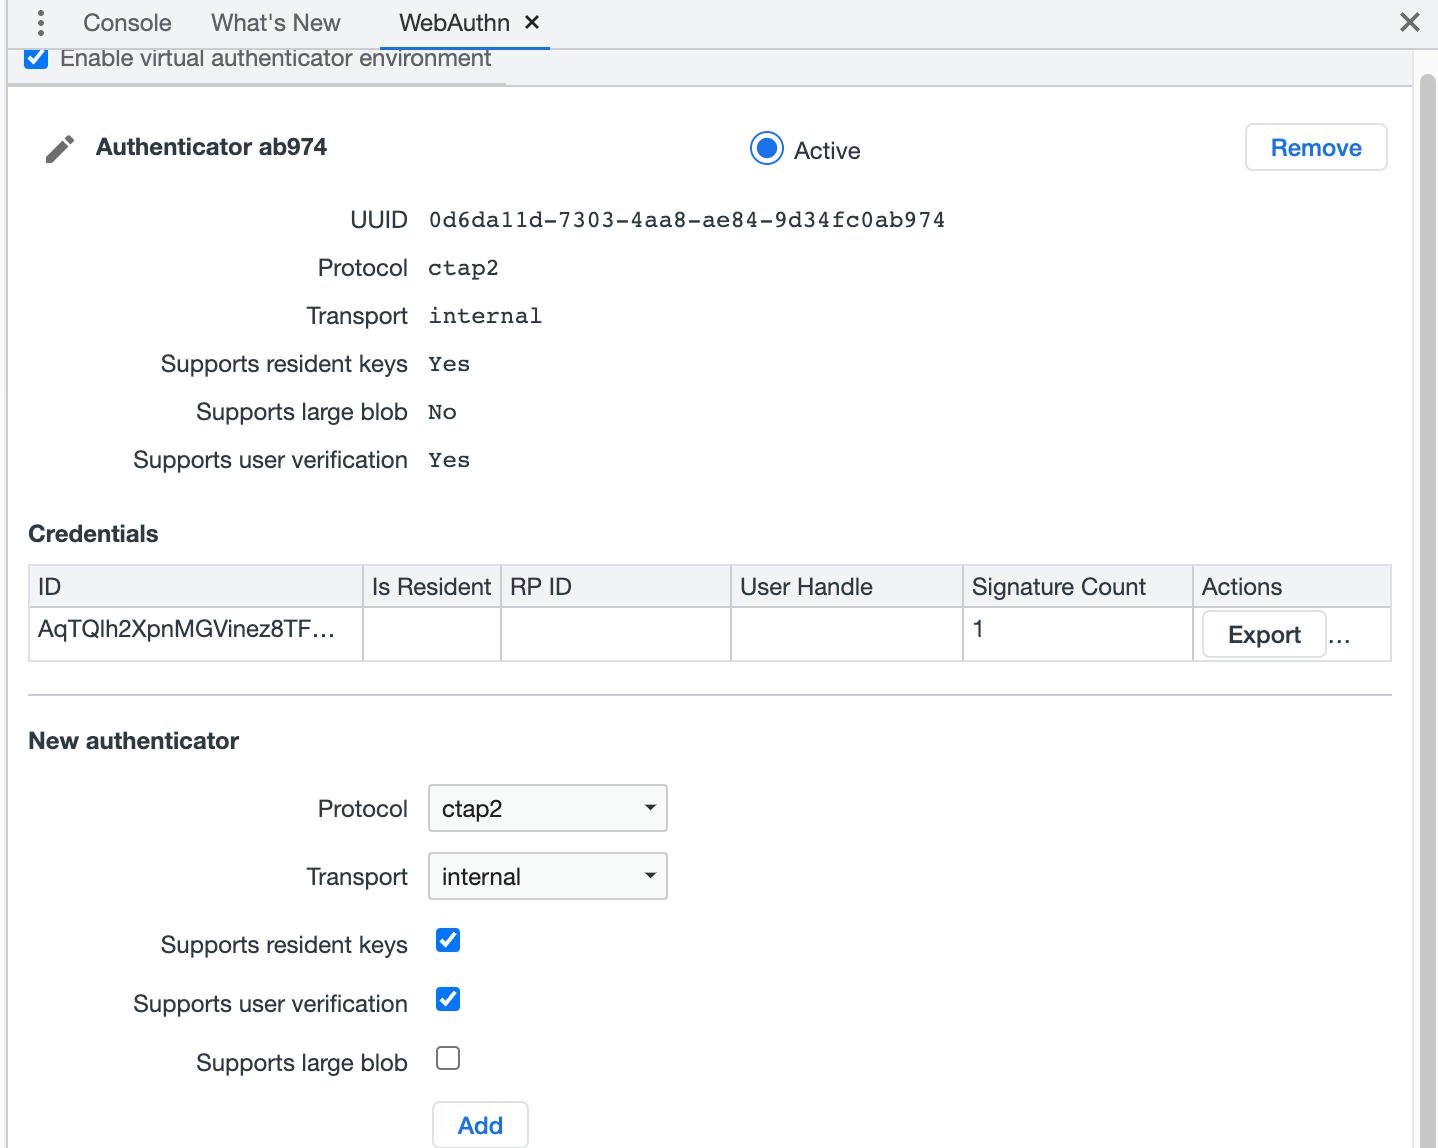 Console What's New WebAuthn ×
Enable virtual authenticator environment
Authenticator ab974 Active Remove
UUID 0d6da11d-7303-4aa8-ae84-9d34fc0ab974
Protocol ctap2
Transport internal
Supports resident keys Yes
Supports large blob No
Supports user verification Yes
Credentials
ID Is Resident RP ID User Handle Signature Count Actions
AqTQlh2XpnMGVinez8TF... 1 Export ...
New authenticator
Protocol ctap2
Transport internal
Supports resident keys
Supports user verification
Supports large blob
Add